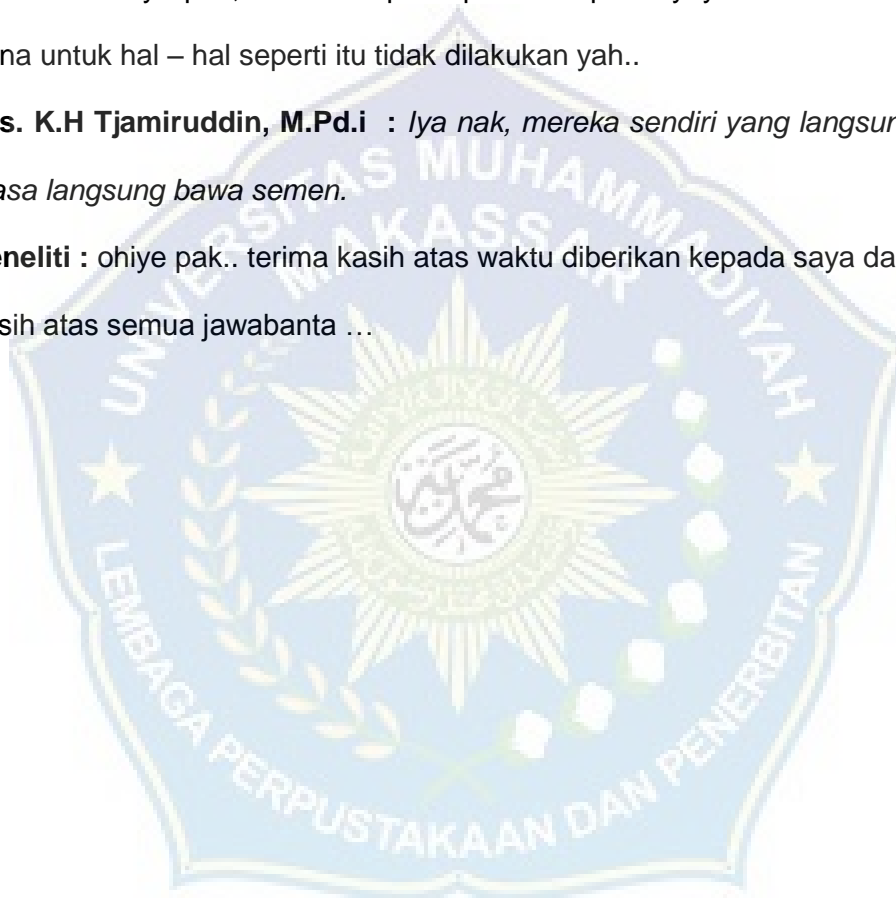 na untuk hal – hal seperti itu tidak dilakukan yah..
s. K.H Tjamiruddin, M.Pd.i : Iya nak, mereka sendiri yang langsun
asa langsung bawa semen.
eneliti : ohiye pak.. terima kasih atas waktu diberikan kepada saya da
sih atas semua jawabanta …
UNIVERSITAS MUHAMMADIYAH
MAKASSAR
LEMBAGA PERPUSTAKAAN DAN PENERBITAN